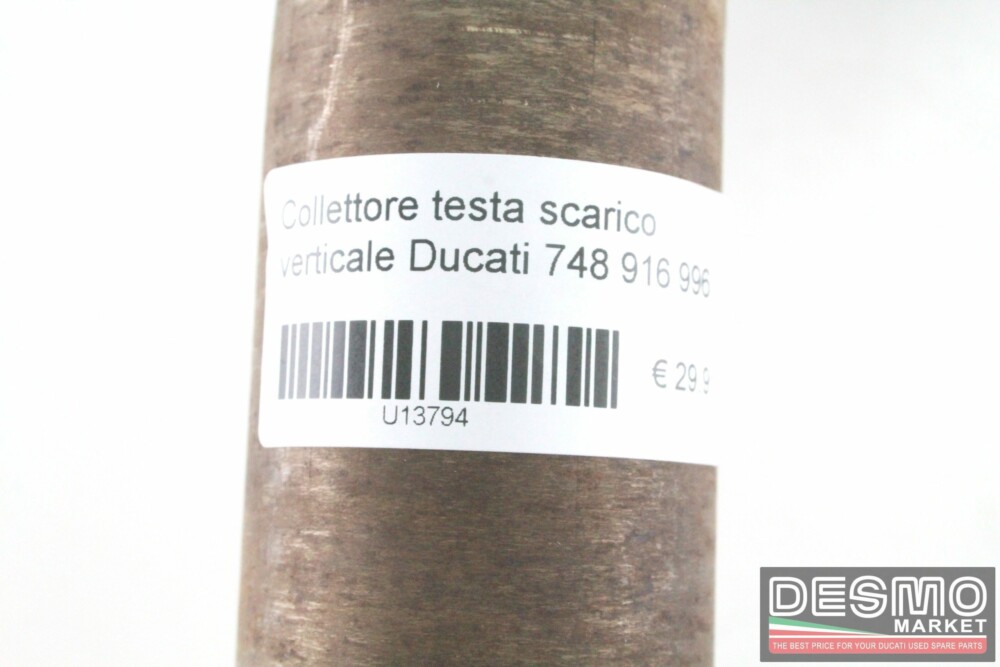 Collettore testa scarico
verticale Ducati 748 916 996
€ 29 9
U13794
DESMO
MARKET
THE BEST PRICE FOR YOUR DUCATI USED SPARE PARTS